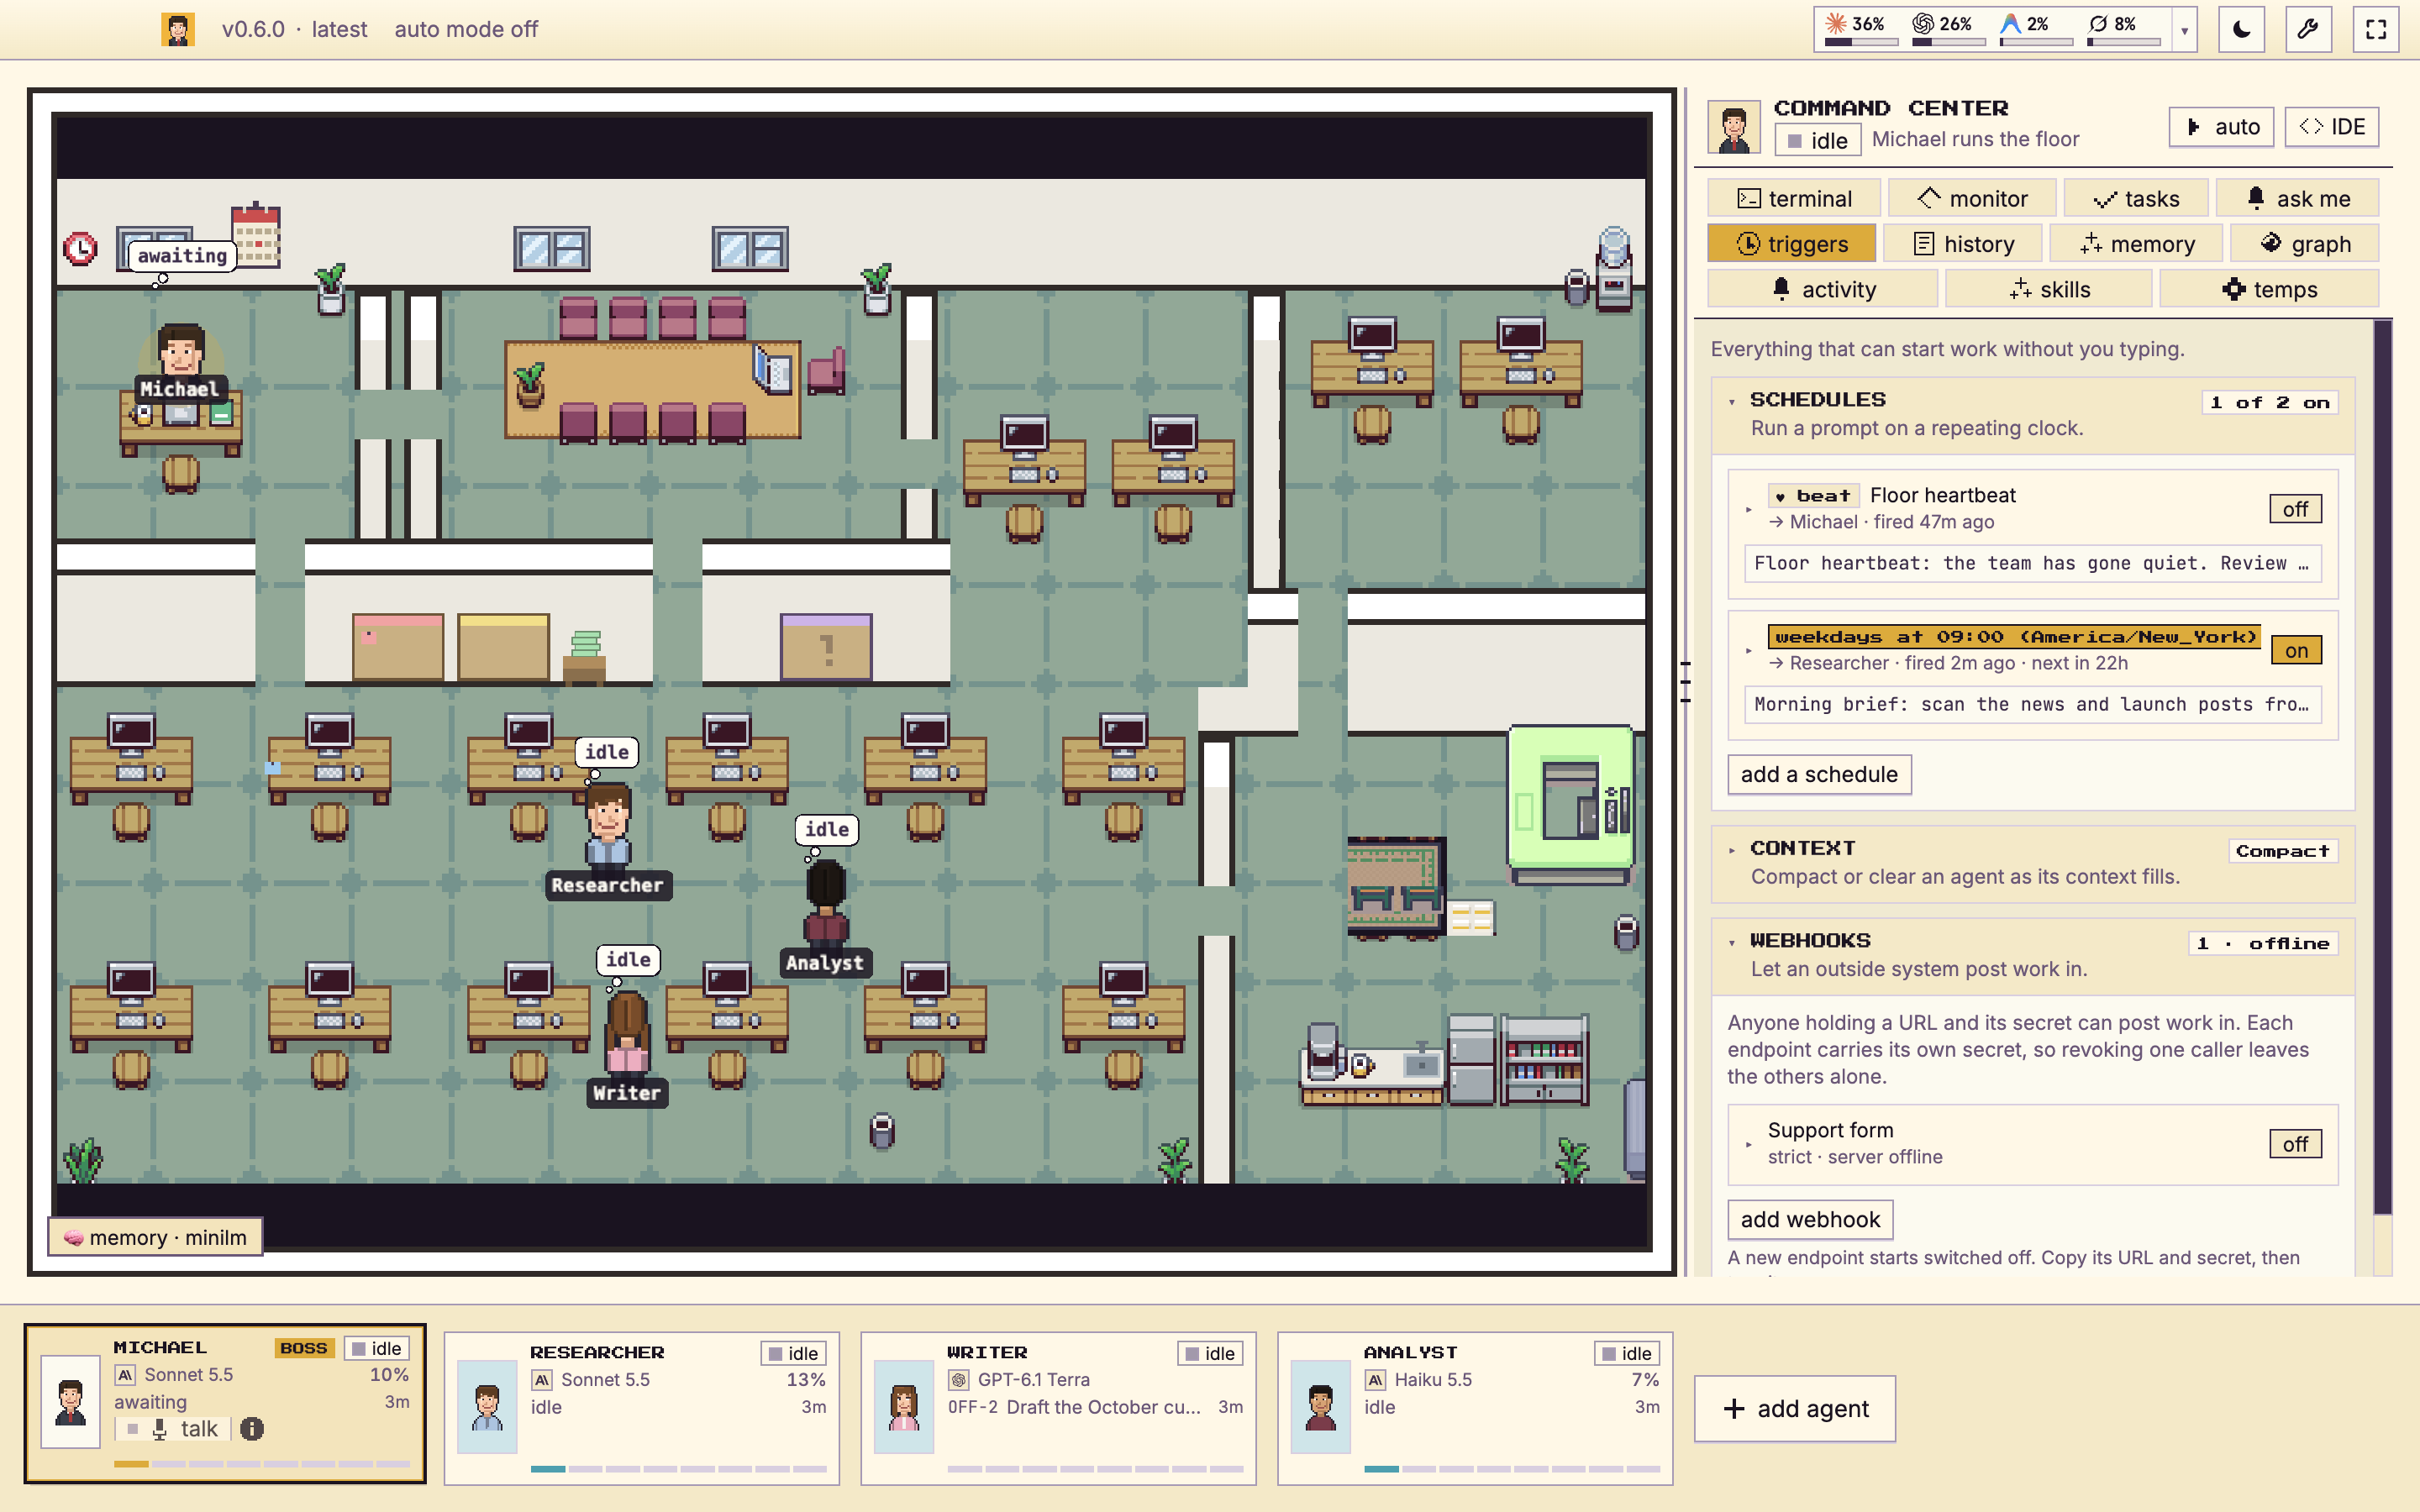 v0.6.0 · latest auto mode off
36% 26% 2% 8%
COMMAND CENTER
idle Michael runs the floor
auto
IDE
terminal monitor tasks ask me
triggers history memory graph
activity skills temps
Everything that can start work without you typing.
SCHEDULES
1 of 2 on
Run a prompt on a repeating clock.
beat Floor heartbeat
off
→ Michael · fired 47m ago
Floor heartbeat: the team has gone quiet. Review …
weekdays at 09:00 (America/New_York)
on
→ Researcher · fired 2m ago · next in 22h
Morning brief: scan the news and launch posts fro…
add a schedule
CONTEXT
Compact
Compact or clear an agent as its context fills.
WEBHOOKS
1 · offline
Let an outside system post work in.
Anyone holding a URL and its secret can post work in. Each
endpoint carries its own secret, so revoking one caller leaves
the others alone.
Support form
off
strict · server offline
add webhook
A new endpoint starts switched off. Copy its URL and secret, then
awaiting
Michael
idle
Researcher
idle
Analyst
idle
Writer
memory · minilm
MICHAEL BOSS idle
Sonnet 5.5 10%
awaiting 3m
talk
RESEARCHER idle
Sonnet 5.5 13%
idle 3m
WRITER idle
GPT-6.1 Terra
OFF-2 Draft the October cu... 3m
ANALYST idle
Haiku 5.5 7%
idle 3m
+ add agent